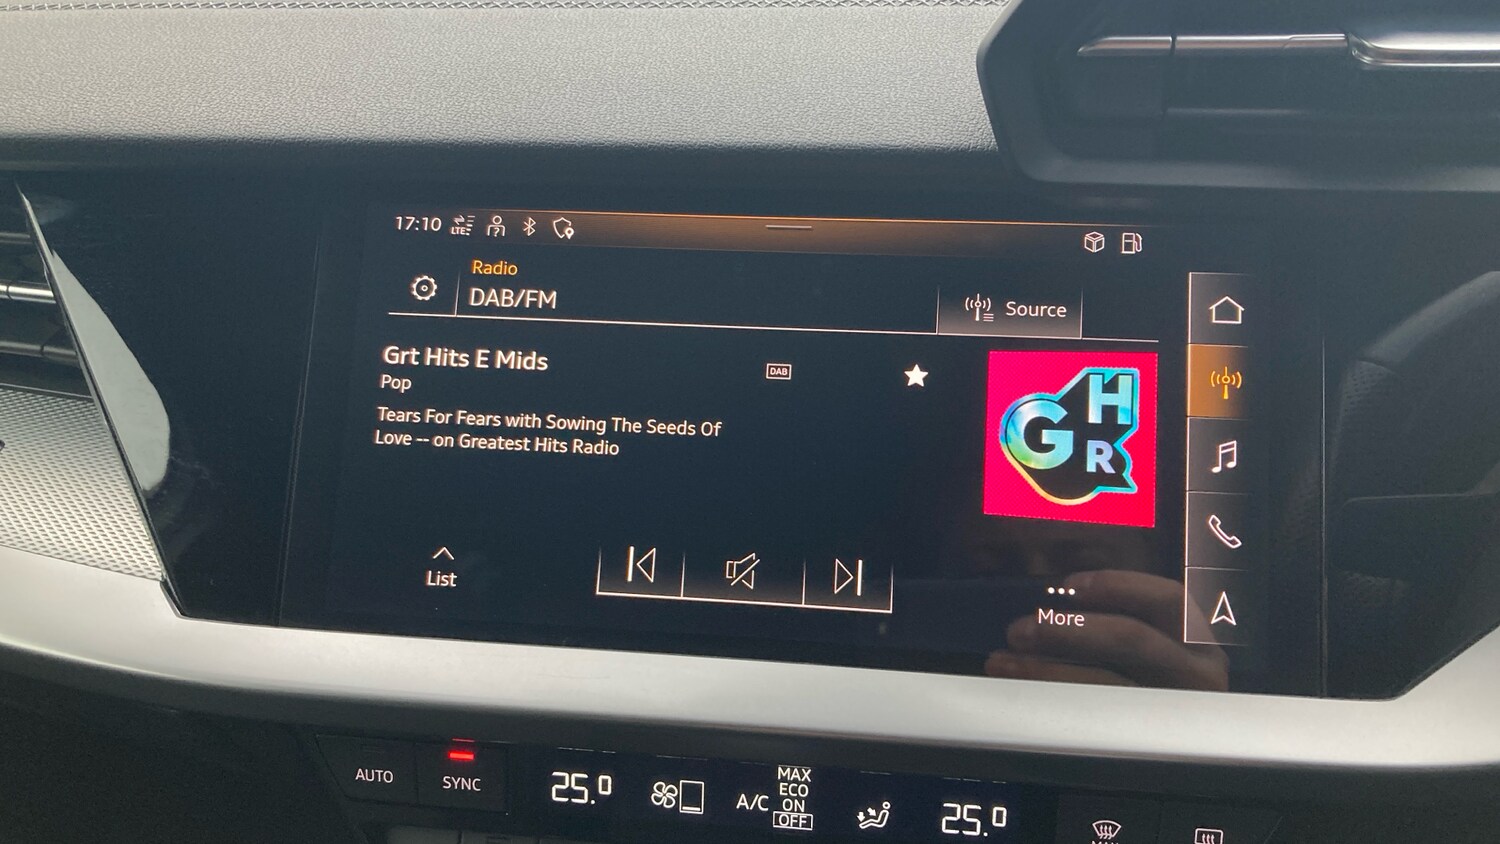 17:10 LTE
Radio
DAB/FM
Source
Grt Hits E Mids
DAB
Pop
Tears For Fears with Sowing The Seeds Of
Love -- on Greatest Hits Radio
GHR
List
More
AUTO
SYNC
25.0
A/C
MAX
ECO
ON
OFF
25.0